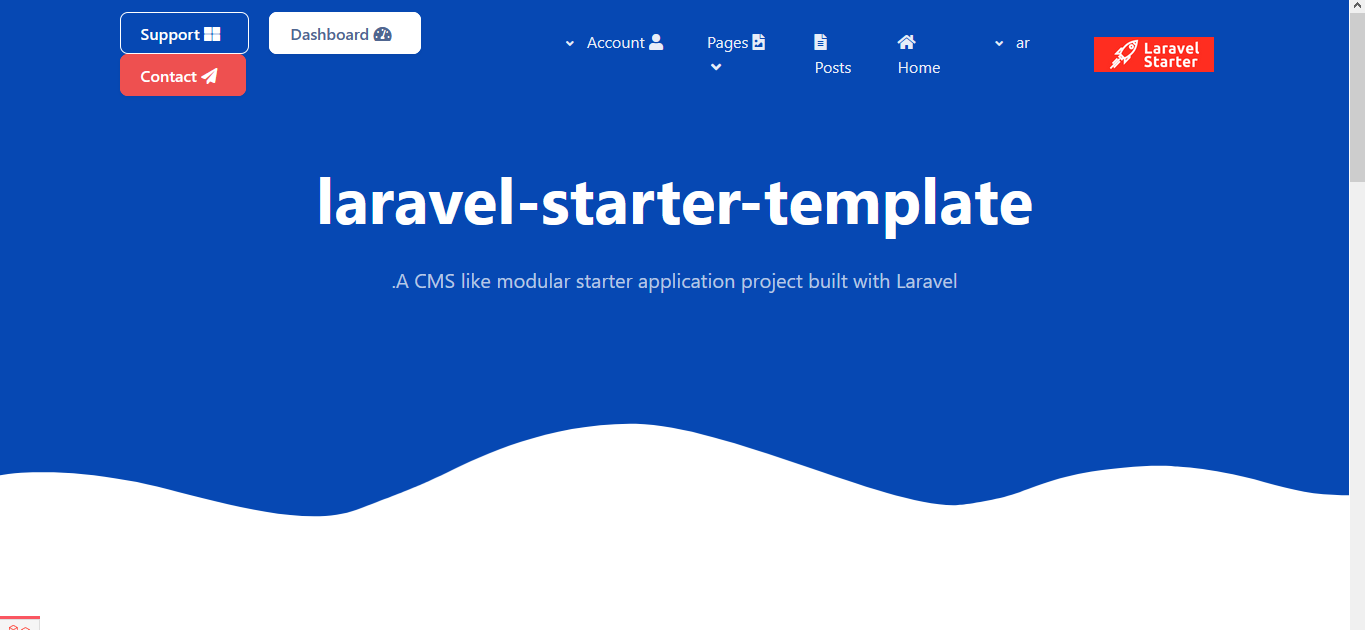 Support
Dashboard
Contact
Account
Pages
Posts
Home
ar
Laravel
Starter
laravel-starter-template
.A CMS like modular starter application project built with Laravel